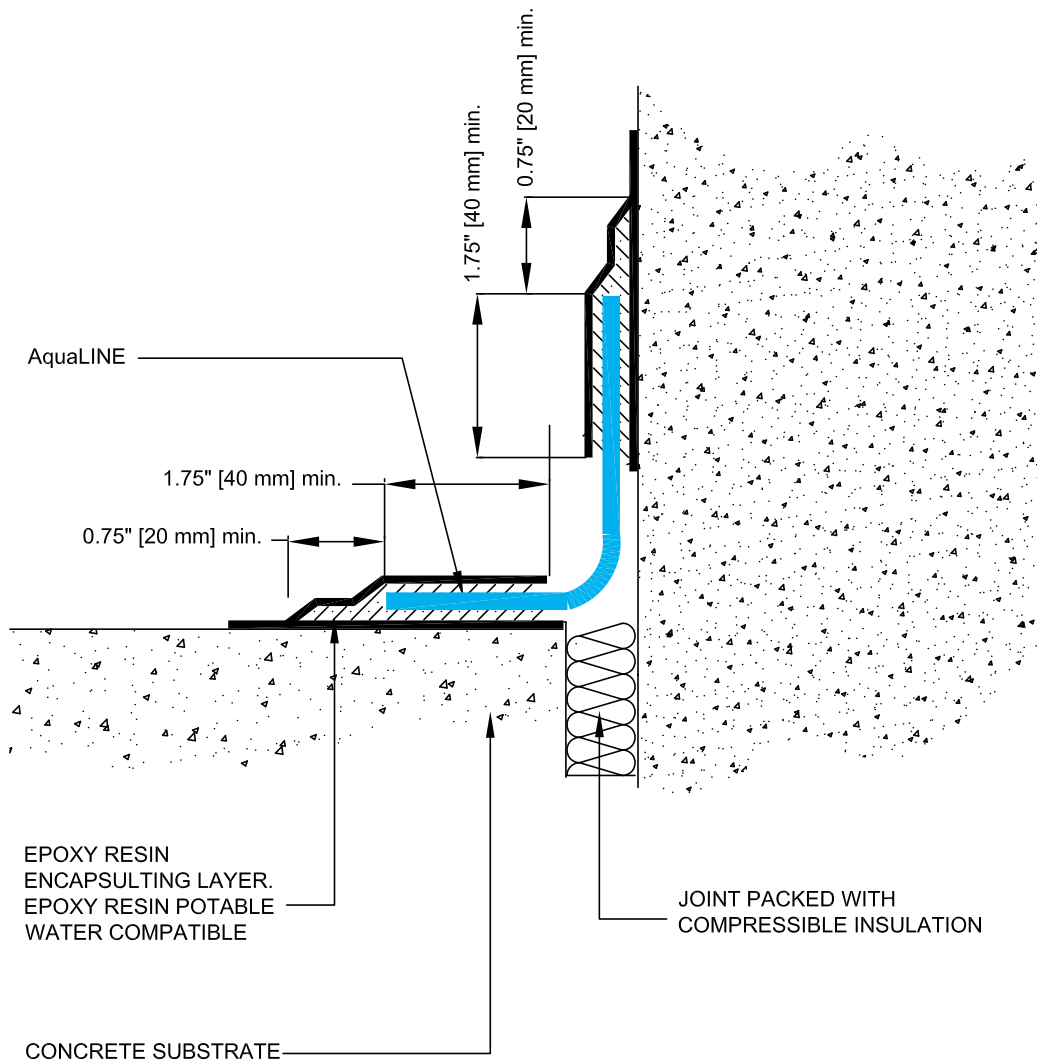 0.75" [20 mm] min.
1.75" [40 mm] min.
AquaLINE
1.75" [40 mm] min.
0.75" [20 mm] min.
EPOXY RESIN
ENCAPSULTING LAYER.
EPOXY RESIN POTABLE
WATER COMPATIBLE
JOINT PACKED WITH
COMPRESSIBLE INSULATION
CONCRETE SUBSTRATE